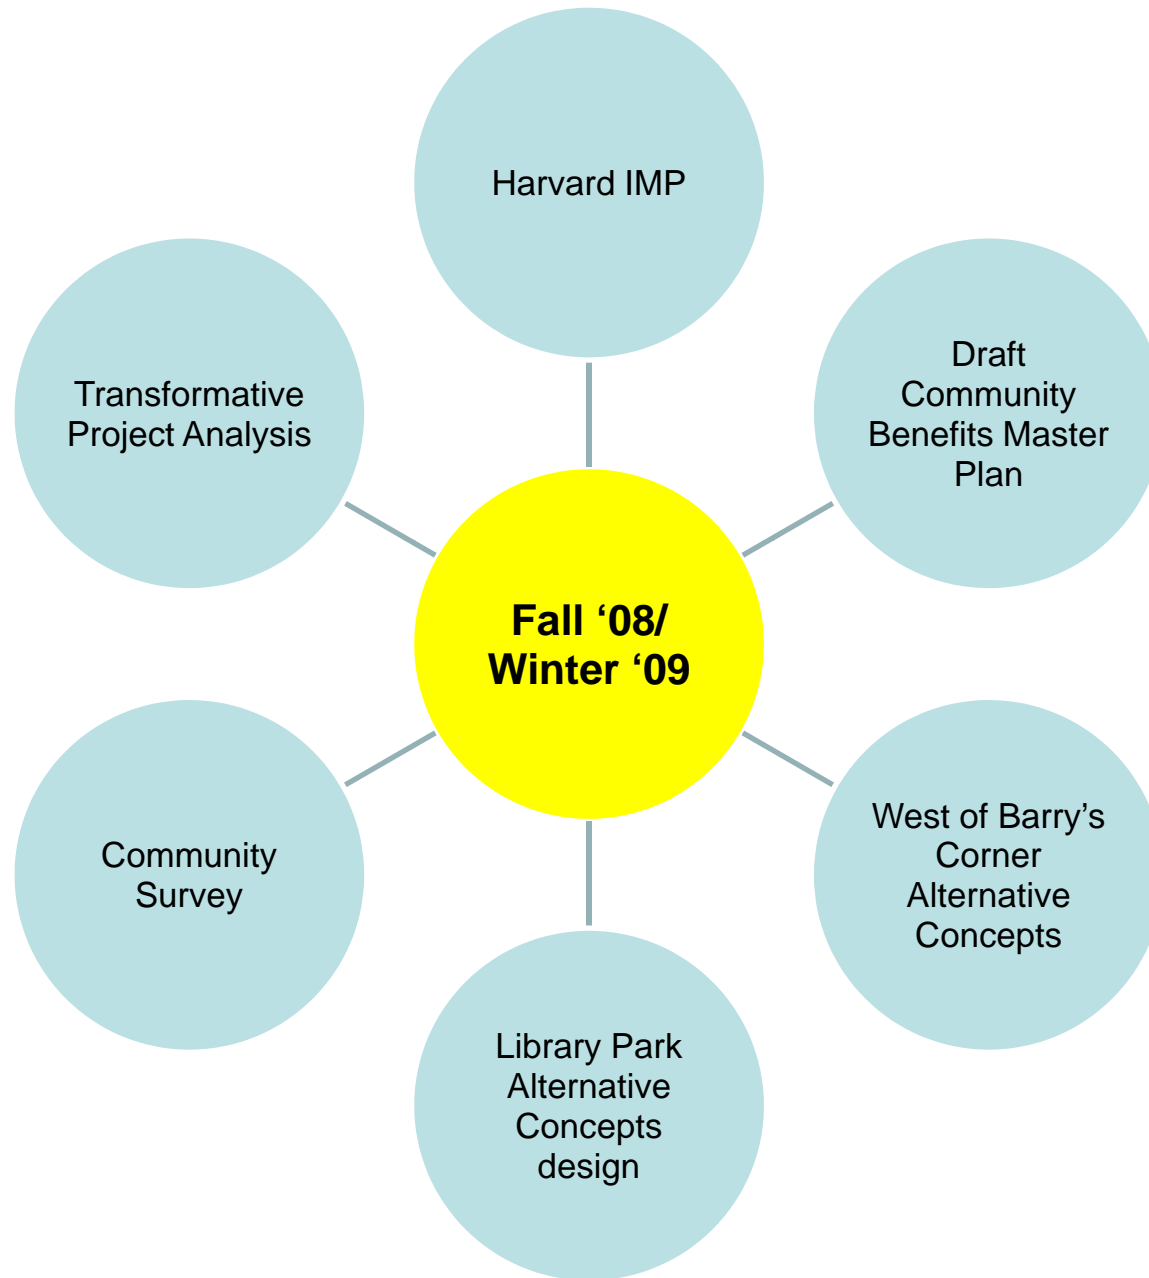 Harvard IMP
Draft
Community
Benefits Master
Plan
Transformative
Project Analysis
Fall ‘08/
Winter ‘09
West of Barry’s
Corner
Alternative
Concepts
Community
Survey
Library Park
Alternative
Concepts
design